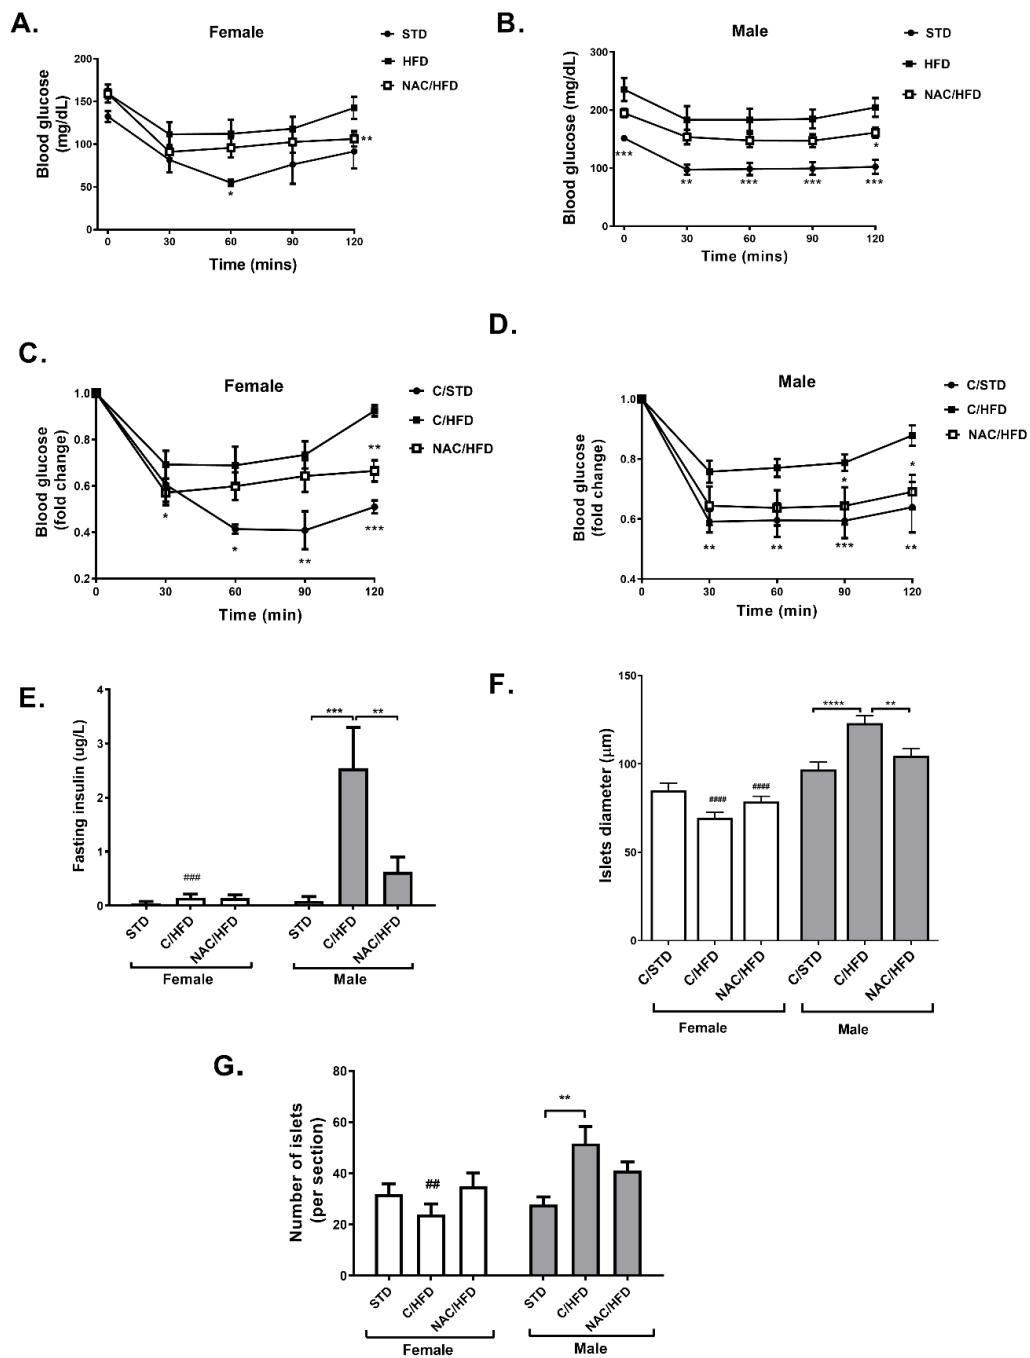 A.
Female
STD
HFD
NAC/HFD
Blood glucose
(mg/dL)
200
150
100
50
0
**
*
0 30 60 90 120
Time (mins)
B.
Male
STD
HFD
NAC/HFD
Blood glucose (mg/dL)
300
200
100
0
***
**
***
***
*
***
0 30 60 90 120
Time (mins)
C.
Female
C/STD
C/HFD
NAC/HFD
Blood glucose
(fold change)
1.0
0.8
0.6
0.4
0.2
*
*
**
**
***
0 30 60 90 120
Time (min)
D.
Male
C/STD
C/HFD
NAC/HFD
Blood glucose
(fold change)
1.0
0.8
0.6
0.4
**
**
*
***
*
**
0 30 60 90 120
Time (min)
E.
Fasting insulin (ug/L)
4
3
2
1
0
###
*** **
STD C/HFD NAC/HFD STD C/HFD NAC/HFD
Female Male
F.
Islets diameter (μm)
150
100
50
0
#### ####
**** **
C/STD C/HFD NAC/HFD C/STD C/HFD NAC/HFD
Female Male
G.
Number of islets
(per section)
80
60
40
20
0
##
**
STD C/HFD NAC/HFD STD C/HFD NAC/HFD
Female Male